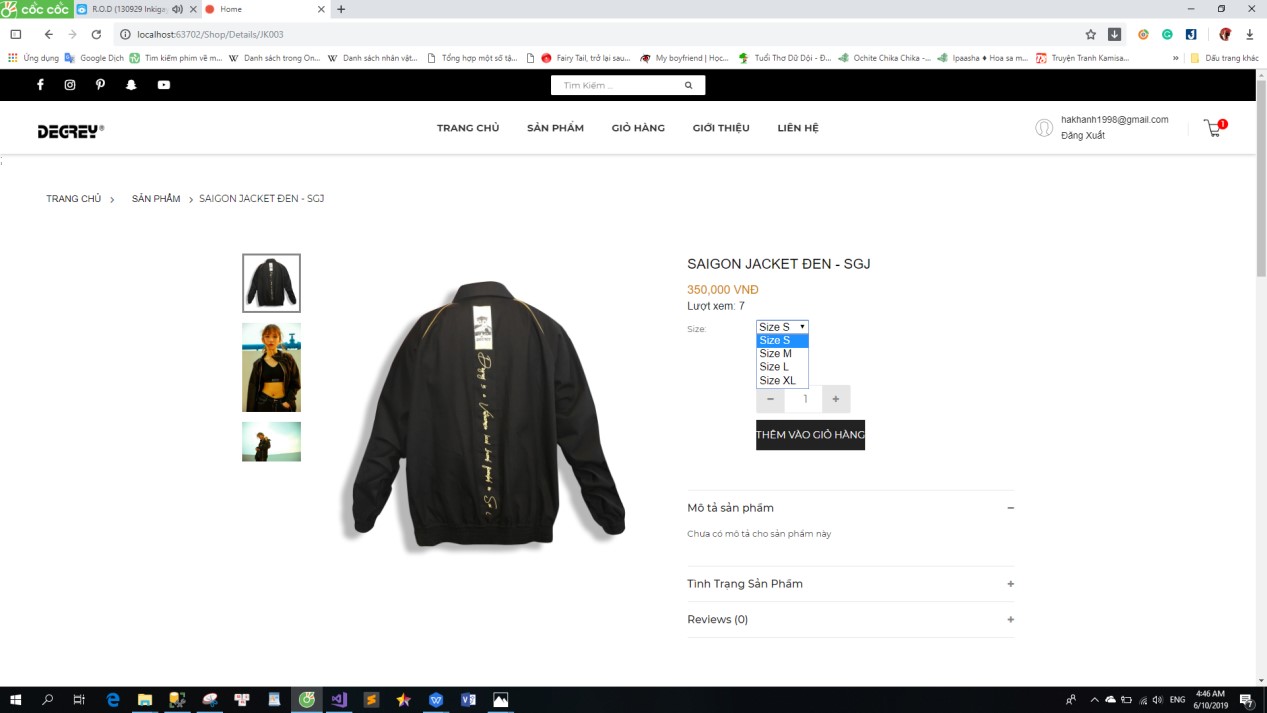 cốc cốc
R.O.D (130929 Inkiga
Home
localhost:63702/Shop/Details/JK003
Ứng dụng
Google Dịch
Tìm kiếm phim về m...
Danh sách trong On...
Danh sách nhân vật...
Tổng hợp một số tậ...
Fairy Tail, trở lại sau...
My boyfriend | Học...
Tuổi Thơ Dữ Dội - Đ...
Ochite Chika Chika -...
Ipaasha ♦ Hoa sa m...
Truyện Tranh Kamisa...
»
Dấu trang khác
Tìm Kiếm ...
DEGREY®
TRANG CHỦ
SẢN PHẨM
GIỎ HÀNG
GIỚI THIỆU
LIÊN HỆ
hakhanh1998@gmail.com
Đăng Xuất
1
;
TRANG CHỦ > SẢN PHẨM > SAIGON JACKET ĐEN - SGJ
SAIGON JACKET ĐEN - SGJ
350,000 VNĐ
Lượt xem: 7
Size:
Size S
Size S
Size M
Size L
Size XL
− 1 +
THÊM VÀO GIỎ HÀNG
Mô tả sản phẩm −
Chưa có mô tả cho sản phẩm này
Tình Trạng Sản Phẩm +
Reviews (0) +
ENG
4:46 AM
6/10/2019
7